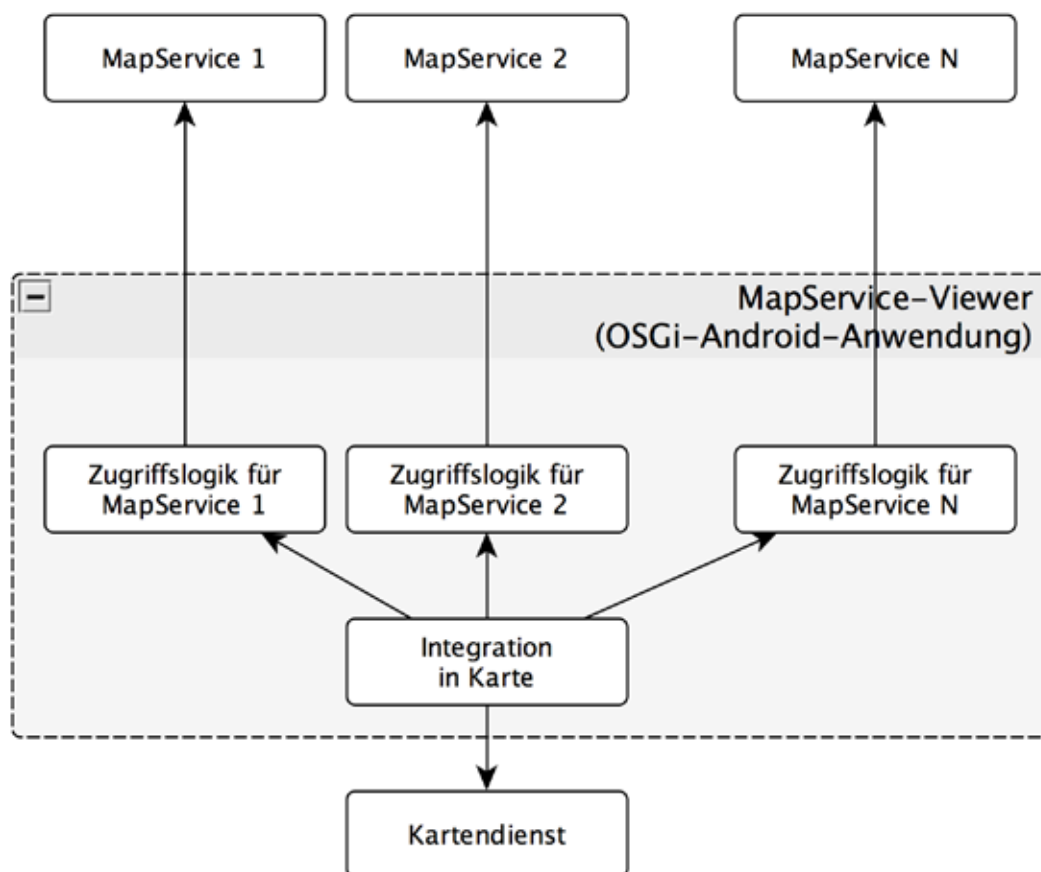 MapService 1
MapService 2
MapService N
MapService-Viewer
(OSGi-Android-Anwendung)
Zugriffslogik für
MapService 1
Zugriffslogik für
MapService 2
Zugriffslogik für
MapService N
Integration
in Karte
Kartendienst